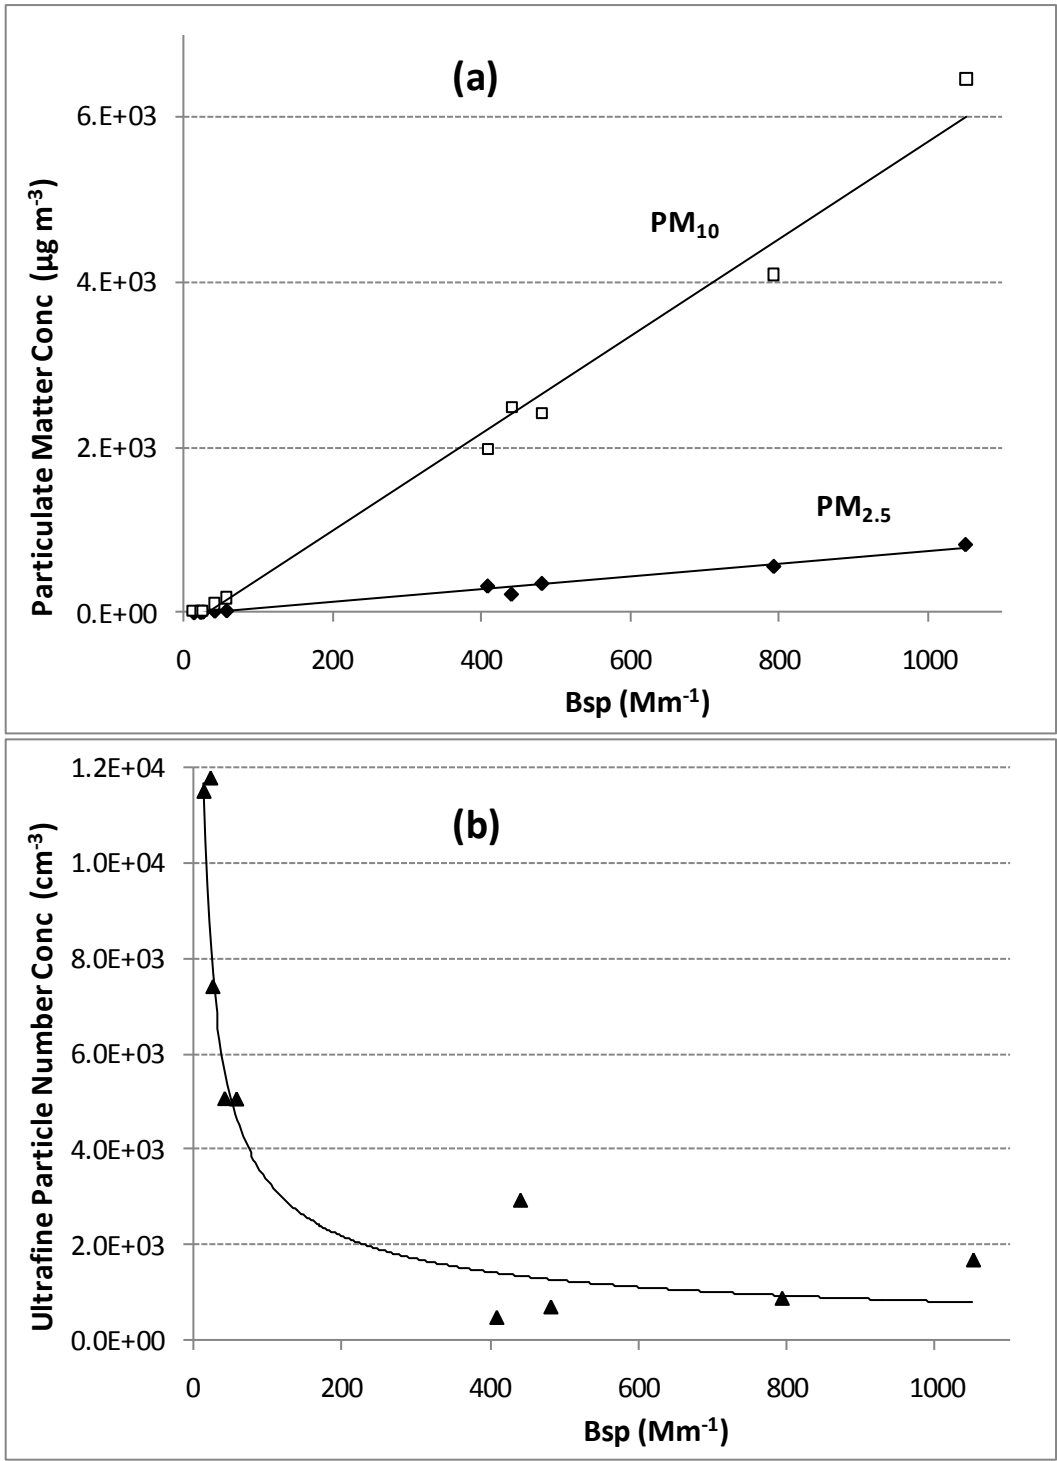 (a)
6.E+03
4.E+03
2.E+03
0.E+00
Particulate Matter Conc (µg m⁻³)
PM₁₀
PM₂.₅
0 200 400 600 800 1000
Bsp (Mm⁻¹)
(b)
1.2E+04
1.0E+04
8.0E+03
6.0E+03
4.0E+03
2.0E+03
0.0E+00
Ultrafine Particle Number Conc (cm⁻³)
0 200 400 600 800 1000
Bsp (Mm⁻¹)